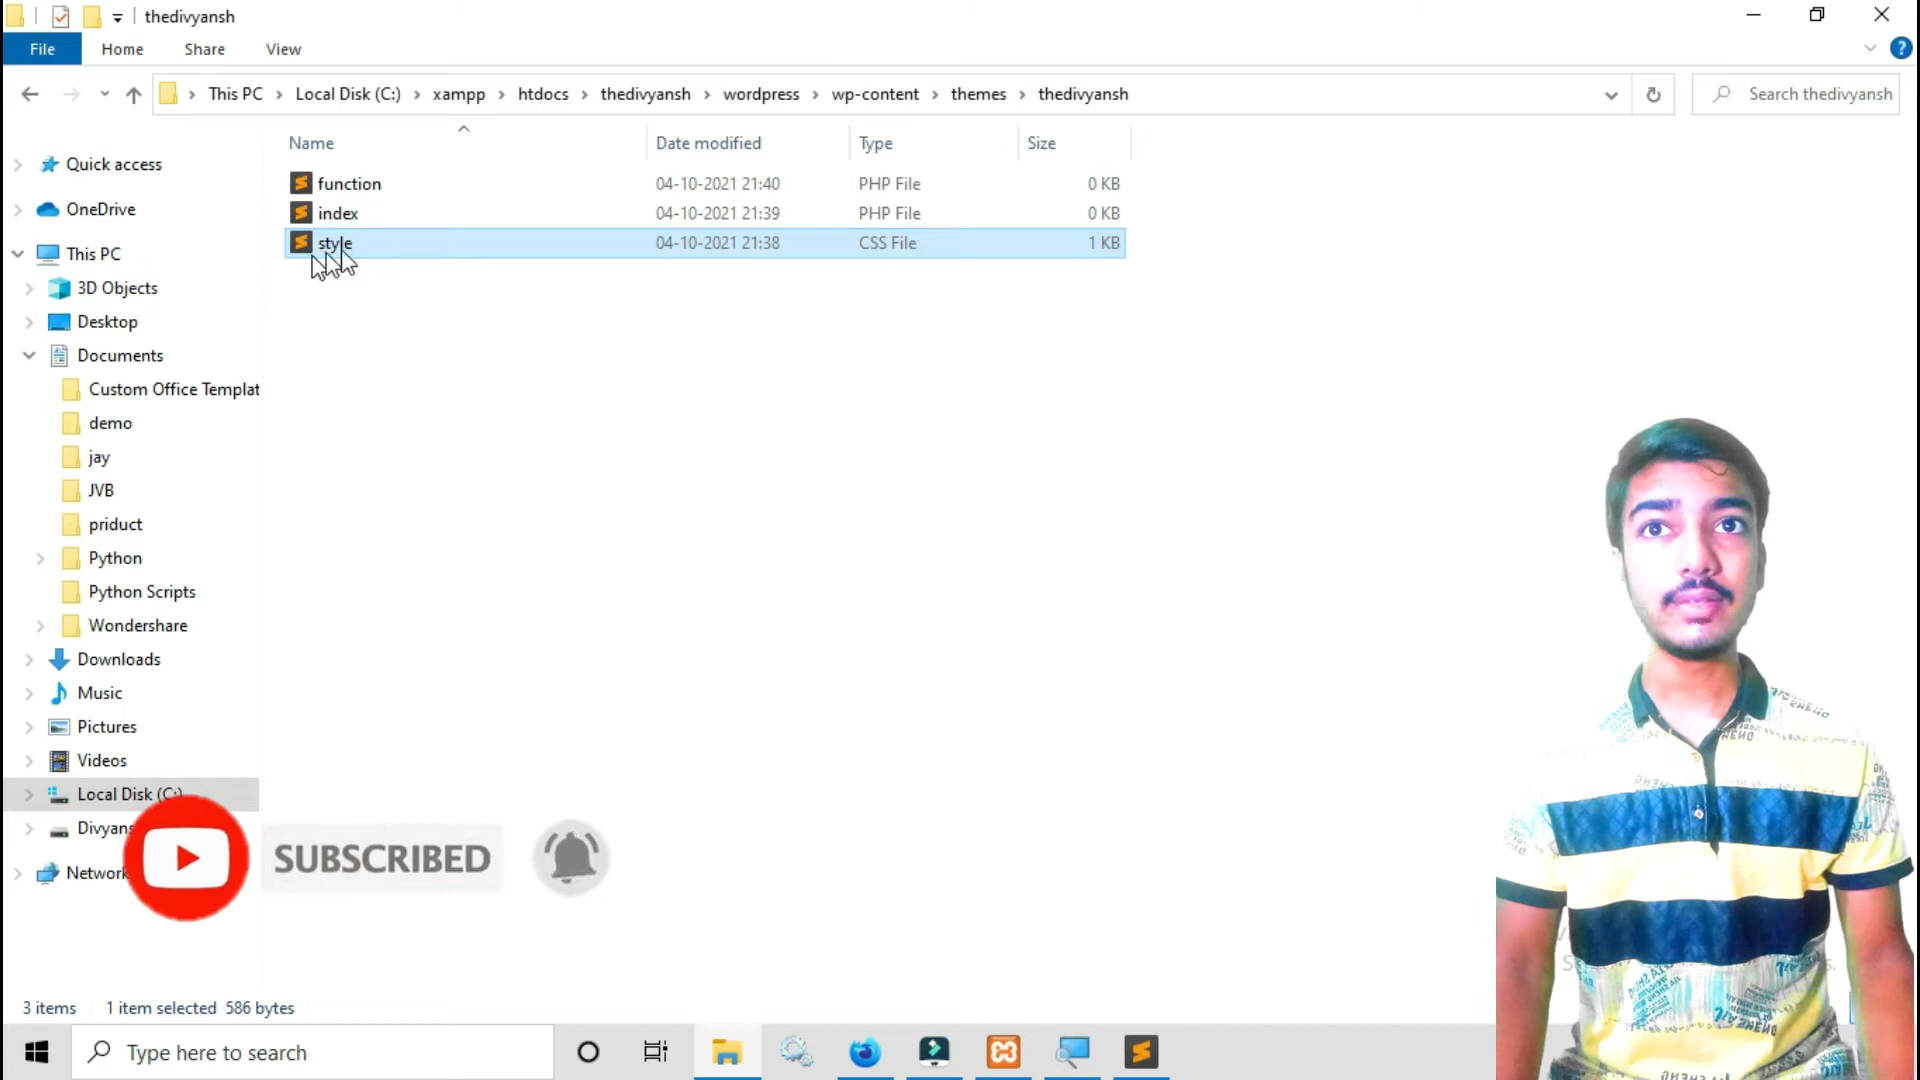 thedivyansh
File Home Share View
This PC Local Disk (C:) xampp htdocs thedivyansh wordpress wp-content themes thedivyansh
Search thedivyansh
Name Date modified Type Size
function 04-10-2021 21:40 PHP File 0 KB
index 04-10-2021 21:39 PHP File 0 KB
style 04-10-2021 21:38 CSS File 1 KB
Quick access
OneDrive
This PC
3D Objects
Desktop
Documents
Custom Office Templat
demo
jay
JVB
priduct
Python
Python Scripts
Wondershare
Downloads
Music
Pictures
Videos
Local Disk (C:)
Divyans
Network
SUBSCRIBED
3 items 1 item selected 586 bytes
Type here to search